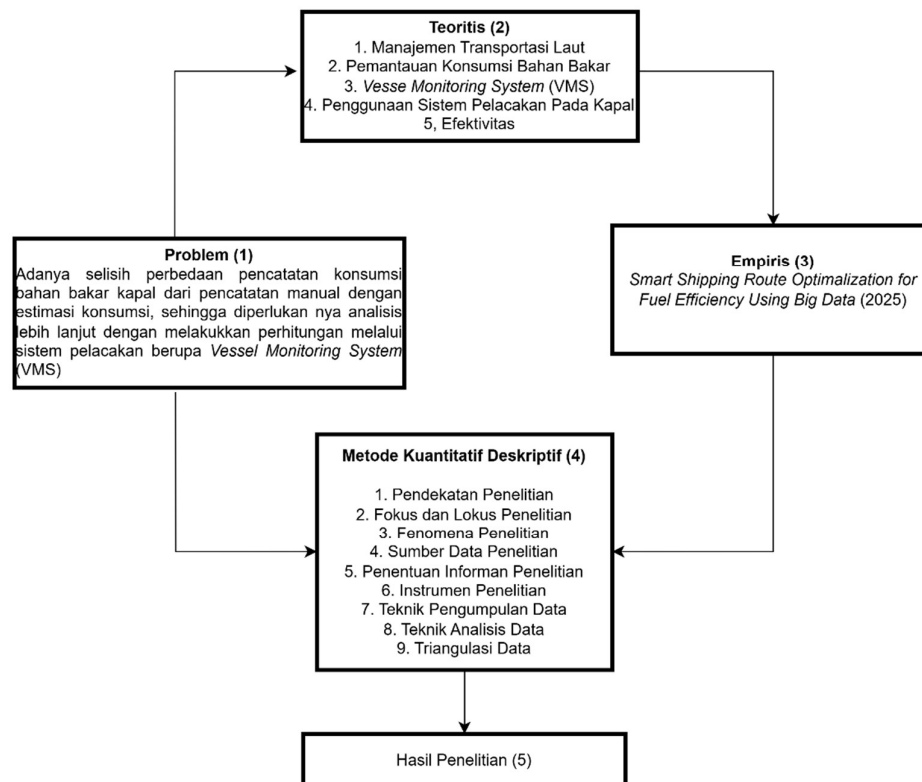 Teoritis (2)
1. Manajemen Transportasi Laut
2. Pemantauan Konsumsi Bahan Bakar
3. Vesse Monitoring System (VMS)
4. Penggunaan Sistem Pelacakan Pada Kapal
5, Efektivitas
Problem (1)
Adanya selisih perbedaan pencatatan konsumsi
bahan bakar kapal dari pencatatan manual dengan
estimasi konsumsi, sehingga diperlukan nya analisis
lebih lanjut dengan melakukkan perhitungan melalui
sistem pelacakan berupa Vessel Monitoring System
(VMS)
Empiris (3)
Smart Shipping Route Optimalization for
Fuel Efficiency Using Big Data (2025)
Metode Kuantitatif Deskriptif (4)
1. Pendekatan Penelitian
2. Fokus dan Lokus Penelitian
3. Fenomena Penelitian
4. Sumber Data Penelitian
5. Penentuan Informan Penelitian
6. Instrumen Penelitian
7. Teknik Pengumpulan Data
8. Teknik Analisis Data
9. Triangulasi Data
Hasil Penelitian (5)